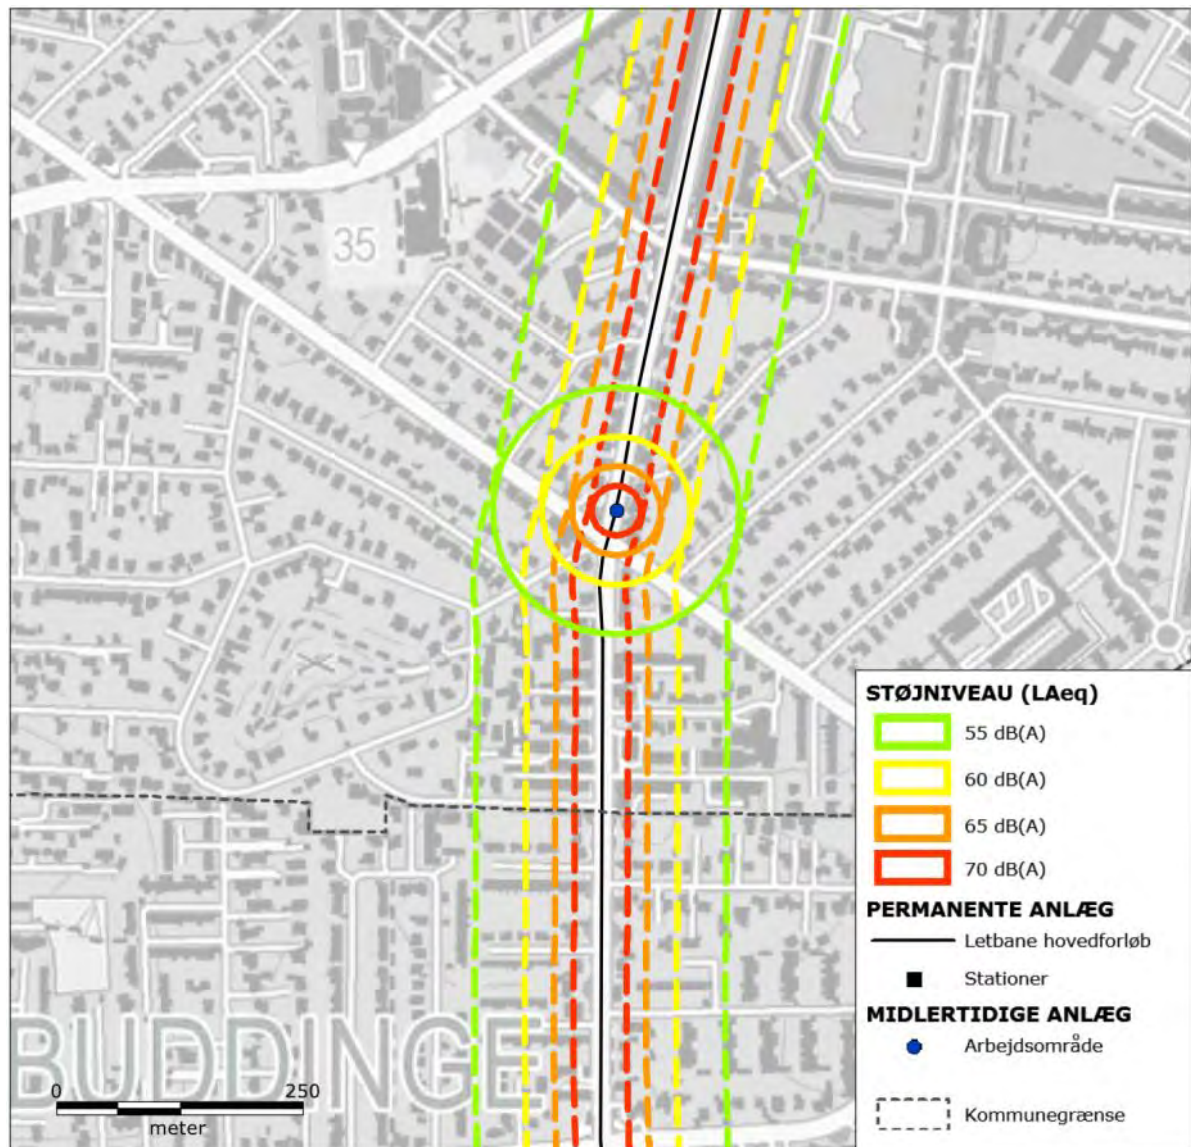 35
STØJNIVEAU (LAeq)
55 dB(A)
60 dB(A)
65 dB(A)
70 dB(A)
PERMANENTE ANLÆG
Letbane hovedforløb
Stationer
MIDLERTIDIGE ANLÆG
Arbejdsområde
Kommunegrænse
BUDDINGE
0 250
meter